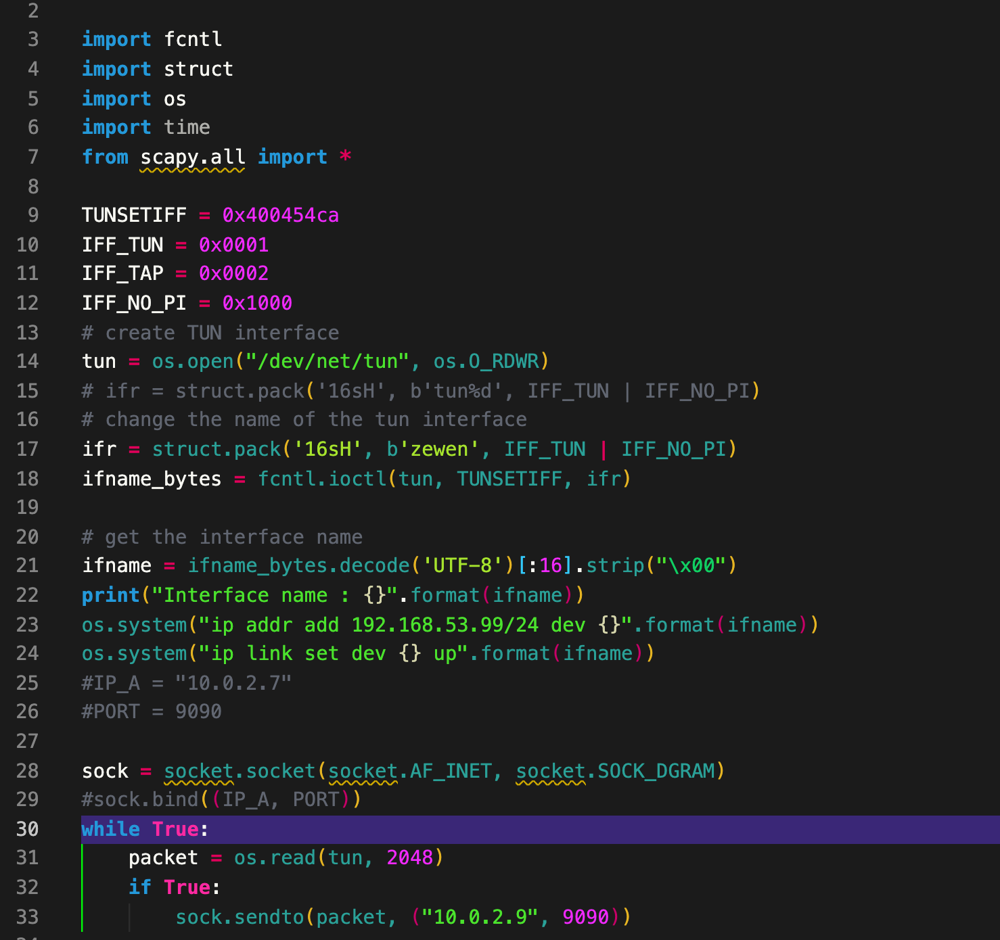 2
3 import fcntl
4 import struct
5 import os
6 import time
7 from scapy.all import *
8
9 TUNSETIFF = 0x400454ca
10 IFF_TUN = 0x0001
11 IFF_TAP = 0x0002
12 IFF_NO_PI = 0x1000
13 # create TUN interface
14 tun = os.open("/dev/net/tun", os.O_RDWR)
15 # ifr = struct.pack('16sH', b'tun%d', IFF_TUN | IFF_NO_PI)
16 # change the name of the tun interface
17 ifr = struct.pack('16sH', b'zewen', IFF_TUN | IFF_NO_PI)
18 ifname_bytes = fcntl.ioctl(tun, TUNSETIFF, ifr)
19
20 # get the interface name
21 ifname = ifname_bytes.decode('UTF-8')[:16].strip("\x00")
22 print("Interface name : {}".format(ifname))
23 os.system("ip addr add 192.168.53.99/24 dev {}".format(ifname))
24 os.system("ip link set dev {} up".format(ifname))
25 #IP_A = "10.0.2.7"
26 #PORT = 9090
27
28 sock = socket.socket(socket.AF_INET, socket.SOCK_DGRAM)
29 #sock.bind((IP_A, PORT))
30 while True:
31     packet = os.read(tun, 2048)
32     if True:
33         sock.sendto(packet, ("10.0.2.9", 9090))